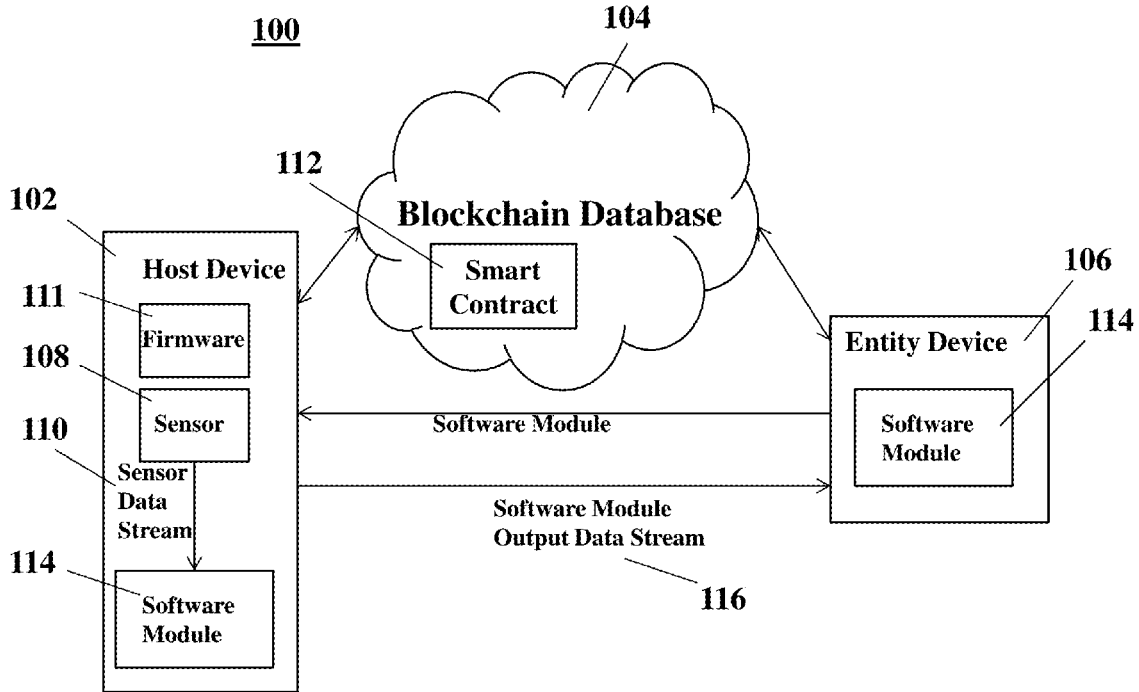 100
104
112
Blockchain Database
102
Smart
Contract
Host Device
106
111
Firmware
Entity Device
114
108
Sensor
Software Module
Software
Module
110
Sensor
Data
Stream
Software Module
Output Data Stream
114
116
Software
Module